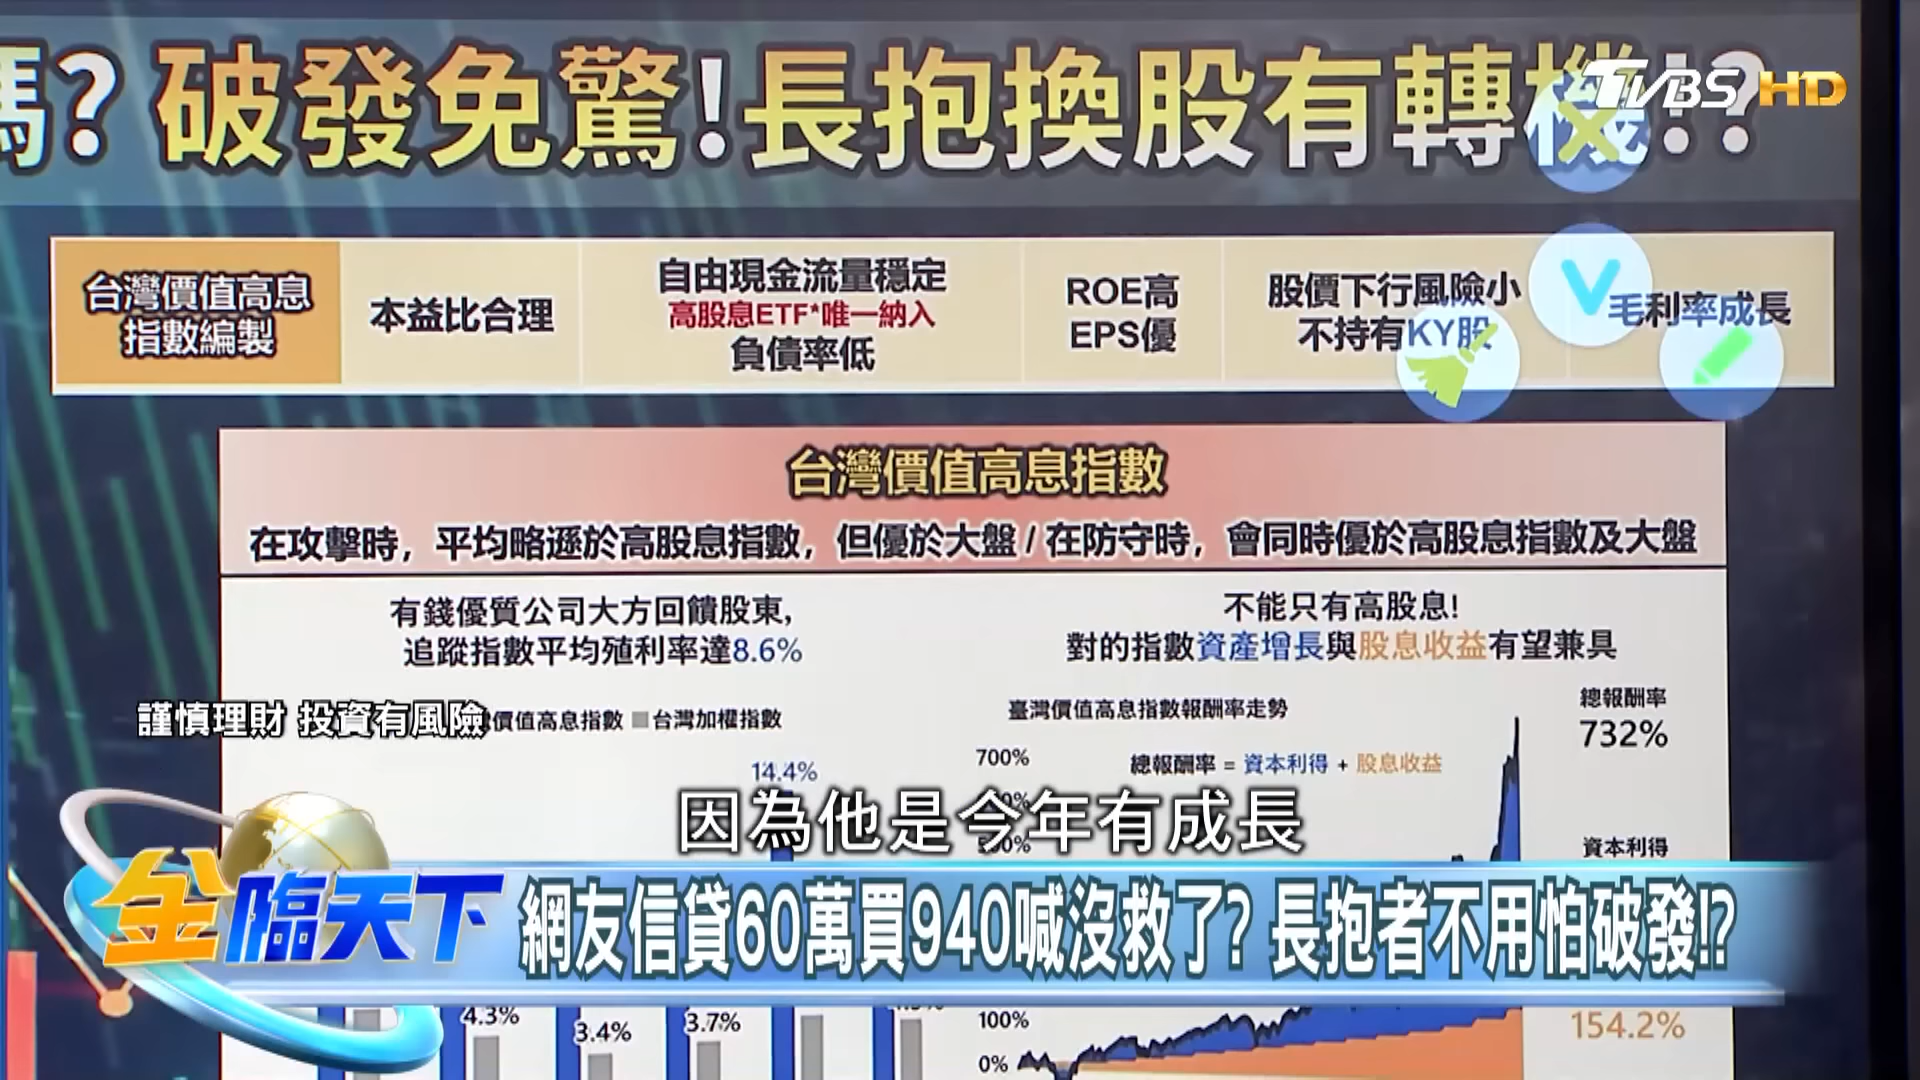 嗎? 破發免驚!長抱換股有轉機!?
TVBS HD
台灣價值高息
指數編製
本益比合理
自由現金流量穩定
高股息ETF*唯一納入
負債率低
ROE高
EPS優
股價下行風險小
不持有KY股
毛利率成長
台灣價值高息指數
在攻擊時，平均略遜於高股息指數，但優於大盤 / 在防守時，會同時優於高股息指數及大盤
有錢優質公司大方回饋股東，
追蹤指數平均殖利率達8.6%
不能只有高股息!
對的指數資產增長與股息收益有望兼具
謹慎理財 投資有風險
價值高息指數 台灣加權指數
14.4%
臺灣價值高息指數報酬率走勢
總報酬率 = 資本利得 + 股息收益
700%
總報酬率
732%
資本利得
因為他是今年有成長
金臨天下
網友信貸60萬買940喊沒救了? 長抱者不用怕破發!?
4.3%
3.4%
3.7%
100%
0%
154.2%